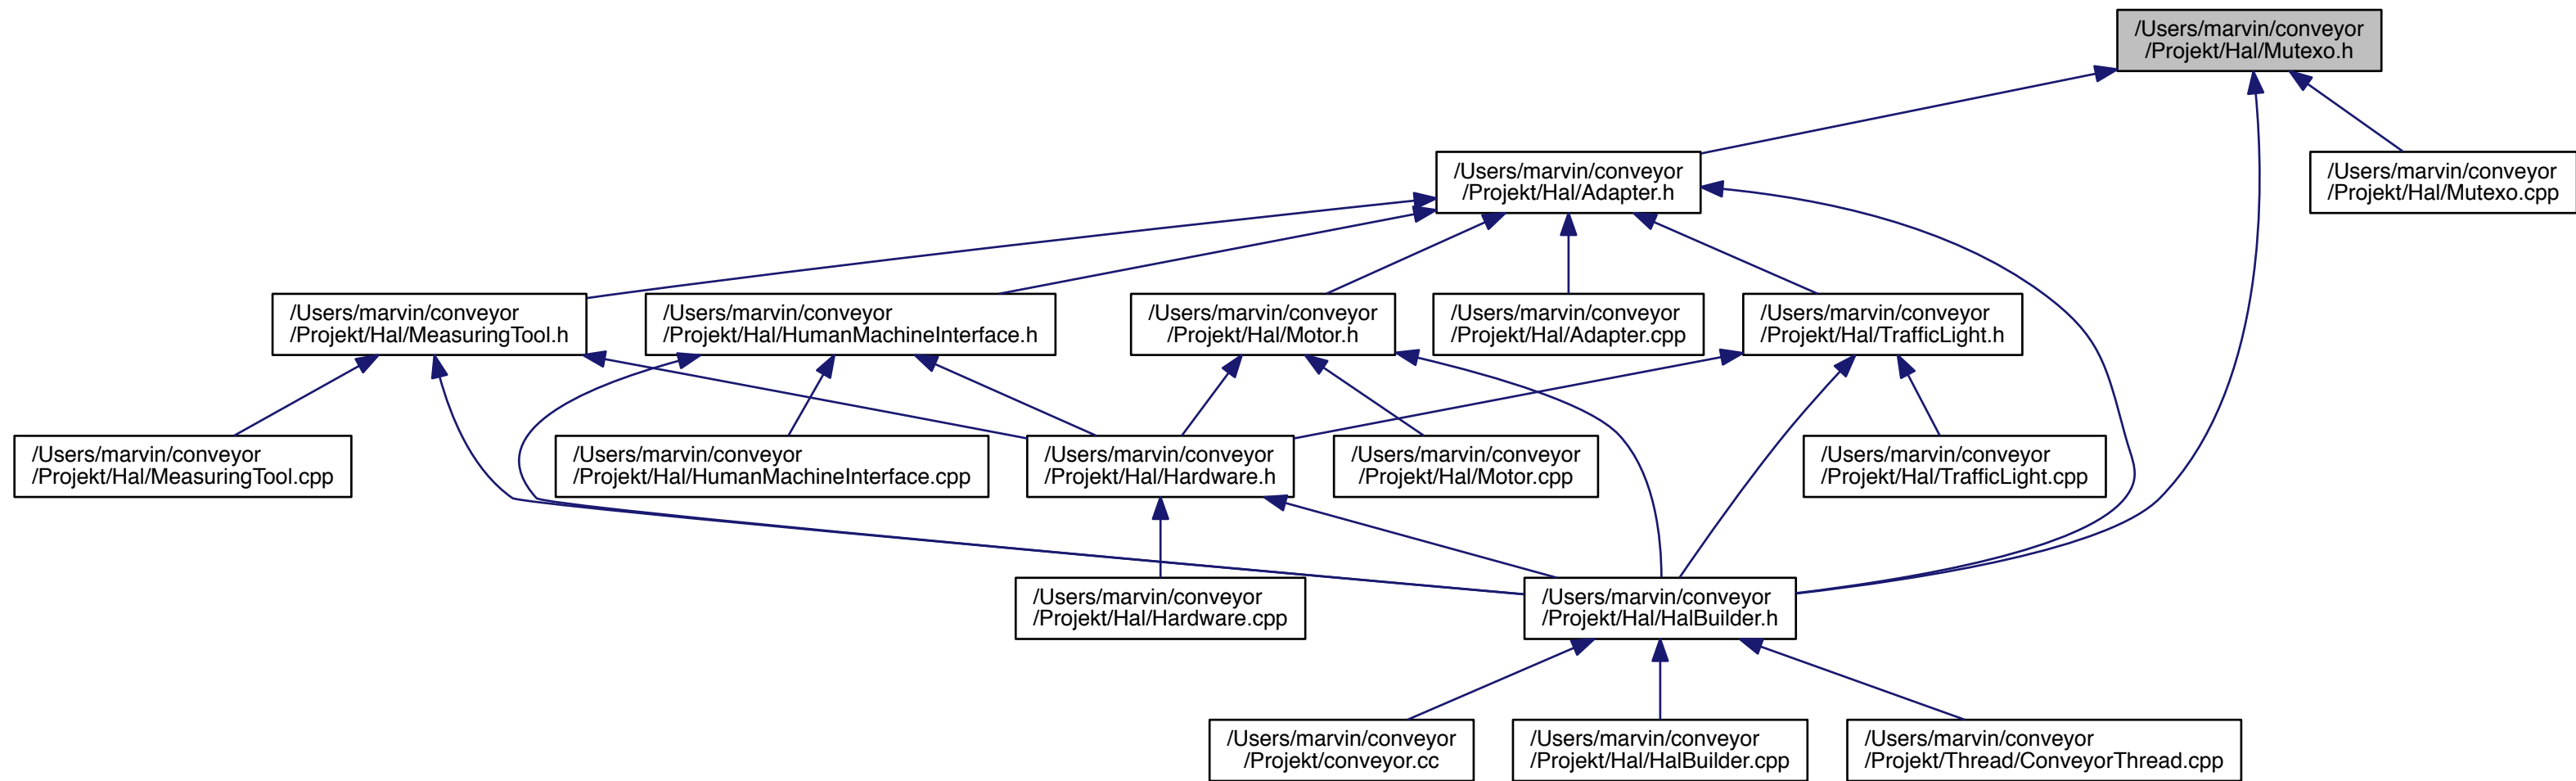 /Users/marvin/conveyor
/Projekt/Hal/Mutexo.h
/Users/marvin/conveyor
/Projekt/Hal/Adapter.h
/Users/marvin/conveyor
/Projekt/Hal/Mutexo.cpp
/Users/marvin/conveyor
/Projekt/Hal/MeasuringTool.h
/Users/marvin/conveyor
/Projekt/Hal/HumanMachineInterface.h
/Users/marvin/conveyor
/Projekt/Hal/Motor.h
/Users/marvin/conveyor
/Projekt/Hal/Adapter.cpp
/Users/marvin/conveyor
/Projekt/Hal/TrafficLight.h
/Users/marvin/conveyor
/Projekt/Hal/MeasuringTool.cpp
/Users/marvin/conveyor
/Projekt/Hal/HumanMachineInterface.cpp
/Users/marvin/conveyor
/Projekt/Hal/Hardware.h
/Users/marvin/conveyor
/Projekt/Hal/Motor.cpp
/Users/marvin/conveyor
/Projekt/Hal/TrafficLight.cpp
/Users/marvin/conveyor
/Projekt/Hal/Hardware.cpp
/Users/marvin/conveyor
/Projekt/Hal/HalBuilder.h
/Users/marvin/conveyor
/Projekt/conveyor.cc
/Users/marvin/conveyor
/Projekt/Hal/HalBuilder.cpp
/Users/marvin/conveyor
/Projekt/Thread/ConveyorThread.cpp